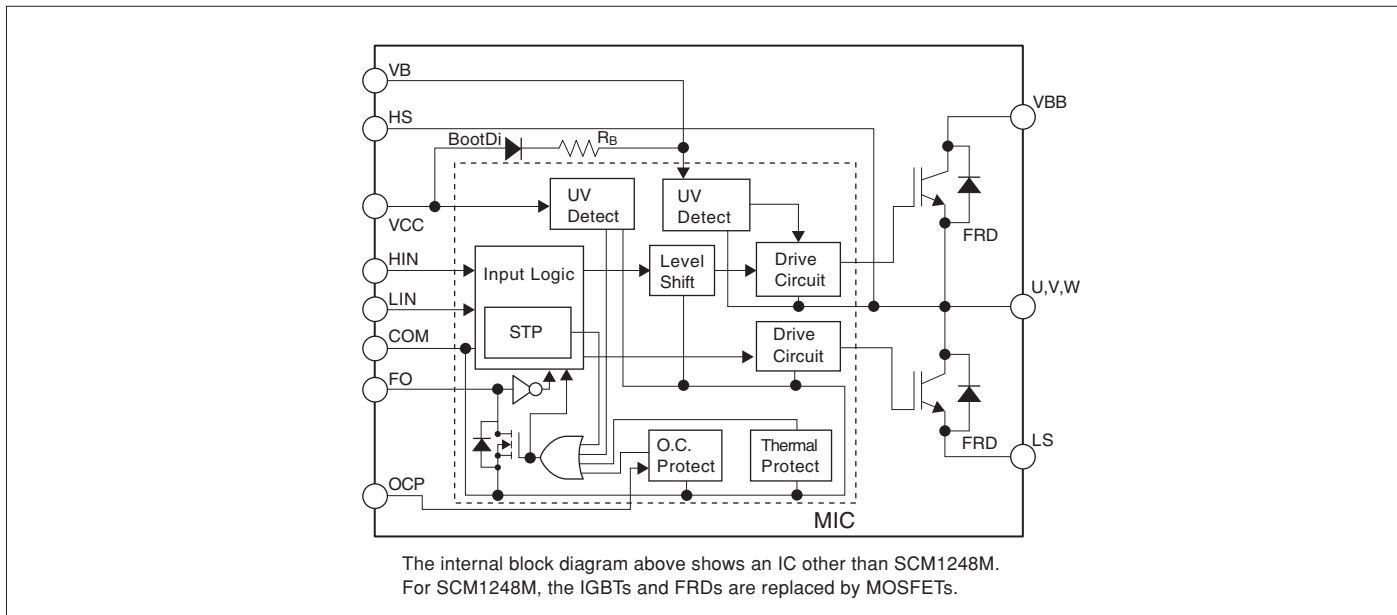 VB
VBB
HS
BootDi
RB
UV
Detect
UV
Detect
VCC
FRD
HIN
Input Logic
Level
Shift
Drive
Circuit
U,V,W
LIN
STP
COM
Drive
Circuit
FO
O.C.
Protect
Thermal
Protect
FRD
LS
OCP
MIC
The internal block diagram above shows an IC other than SCM1248M.
For SCM1248M, the IGBTs and FRDs are replaced by MOSFETs.